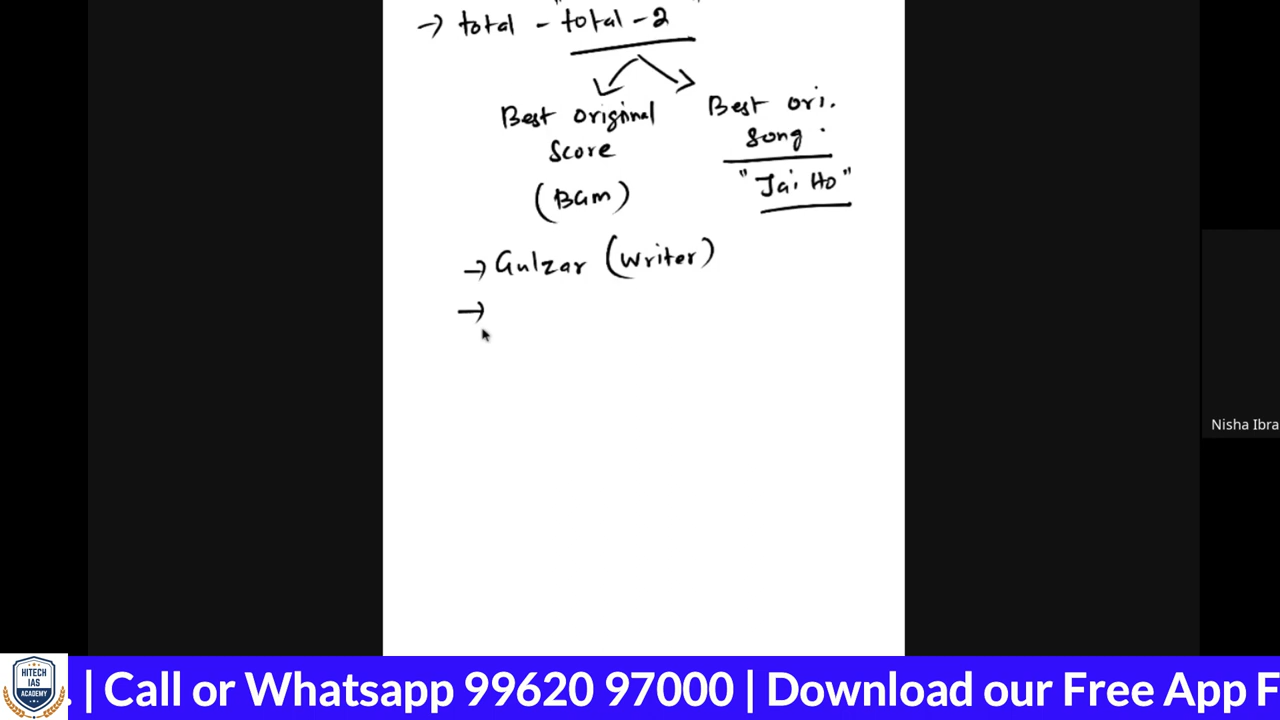 → total - "total - 2 "
Best Original
Score
(BGM)
Best ori.
song.
"Jai Ho"
→ Gulzar (writer)
→
Nisha Ibra
HITECH
IAS
ACADEMY
. | Call or Whatsapp 99620 97000 | Download our Free App F